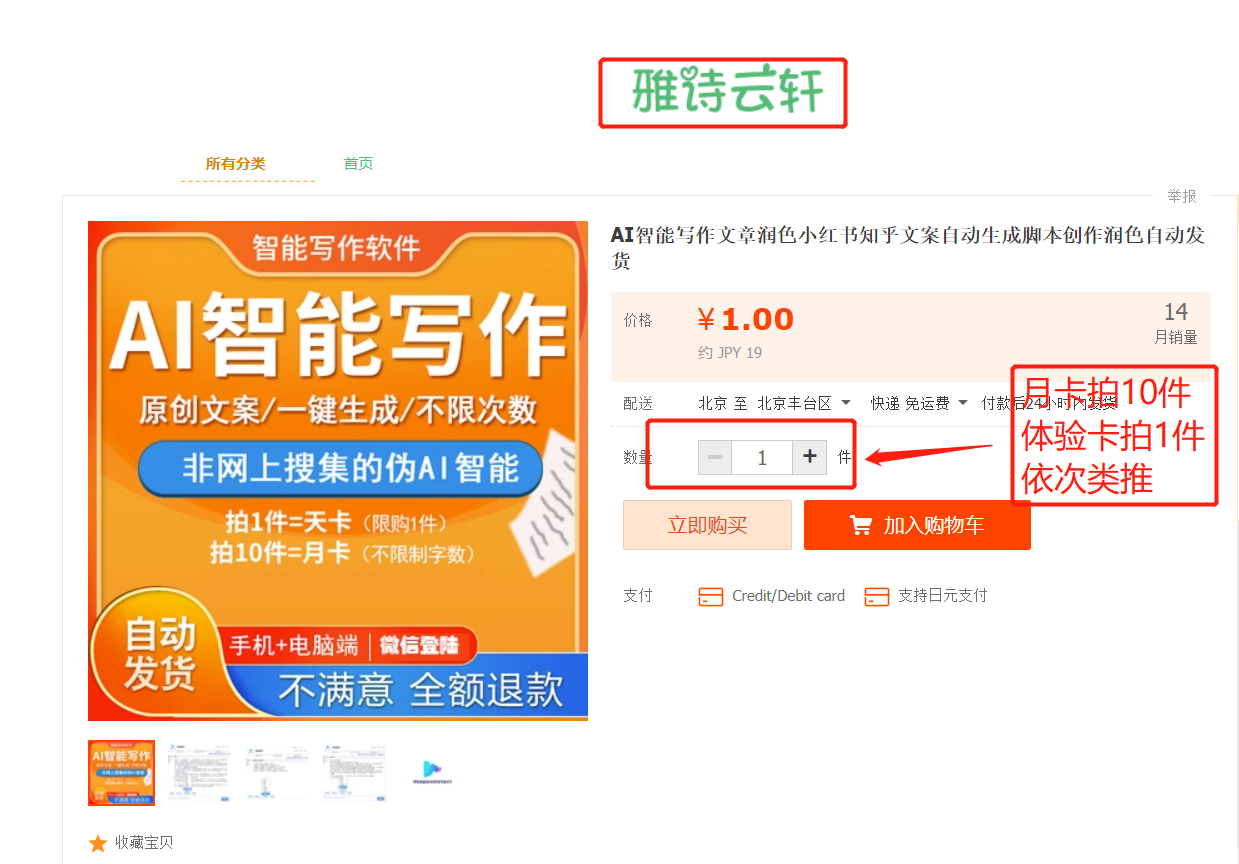 雅诗云轩
所有分类
首页
举报
智能写作软件
AI智能写作
原创文案/一键生成/不限次数
非网上搜集的伪AI智能
拍1件=天卡（限购1件）
拍10件=月卡（不限制字数）
自动
发货
手机+电脑端 | 微信登陆
不满意 全额退款
AI智能写作文章润色小红书知乎文案自动生成脚本创作润色自动发
货
价格
¥1.00
约 JPY 19
14
月销量
配送
北京 至 北京丰台区
快递 免运费
付款后24小时内发货
月卡拍10件
体验卡拍1件
依次类推
数量
1
件
立即购买
加入购物车
支付
Credit/Debit card
支持日元支付
收藏宝贝